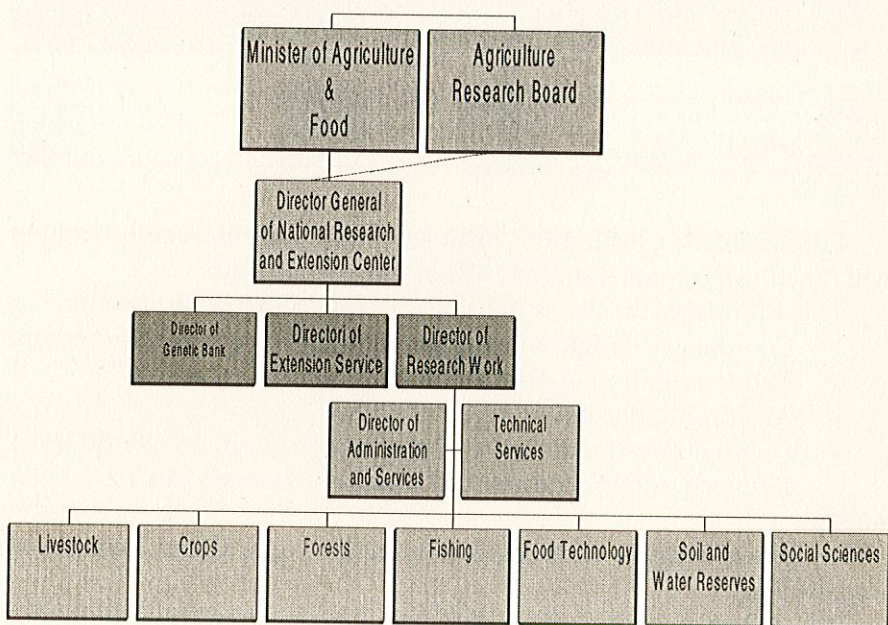 Minister of Agriculture
&
Food
Agriculture
Research Board
Director General
of National Research
and Extension Center
Director of
Genetic Bank
Directori of
Extension Service
Director of
Research Work
Director of
Administration
and Services
Technical
Services
Livestock
Crops
Forests
Fishing
Food Technology
Soil and
Water Reserves
Social Sciences